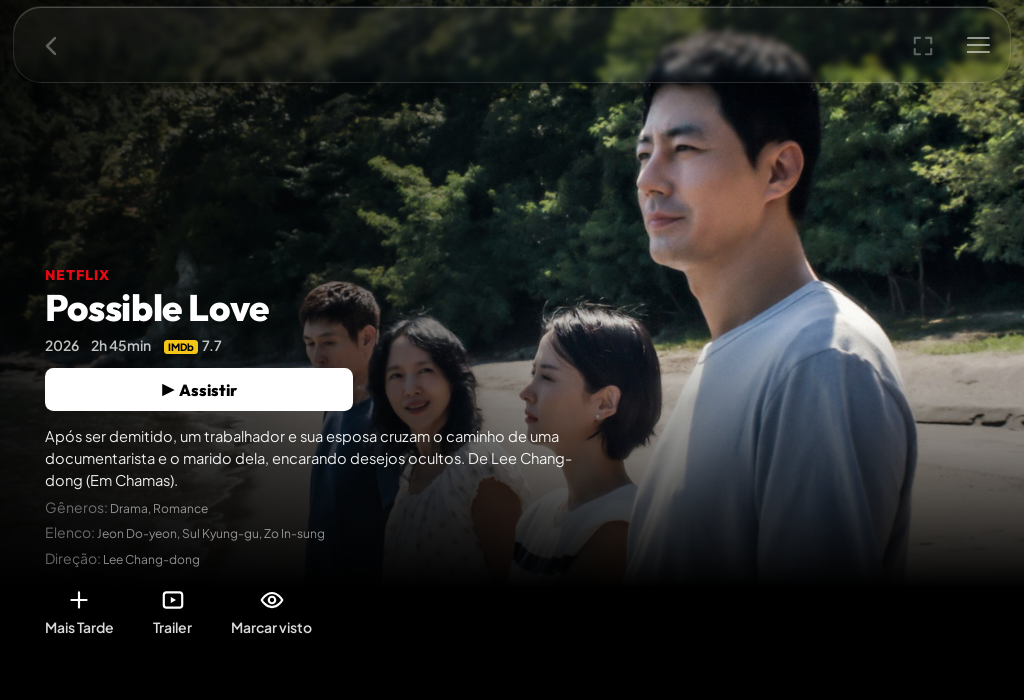 NETFLIX
Possible Love
2026 2h 45min IMDb 7.7
Assistir
Após ser demitido, um trabalhador e sua esposa cruzam o caminho de uma
documentarista e o marido dela, encarando desejos ocultos. De Lee Chang-
dong (Em Chamas).
Gêneros: Drama, Romance
Elenco: Jeon Do-yeon, Sul Kyung-gu, Zo In-sung
Direção: Lee Chang-dong
Mais Tarde Trailer Marcar visto